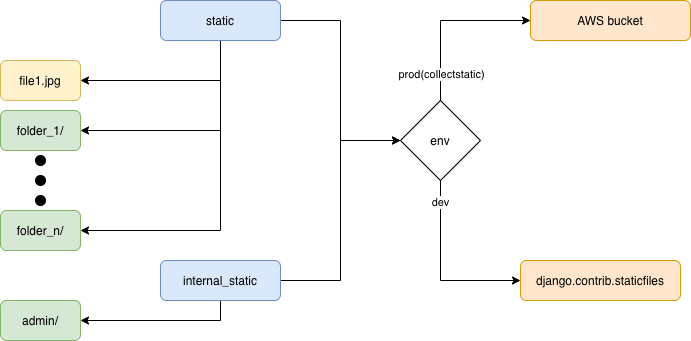 static
AWS bucket
file1.jpg
prod(collectstatic)
folder_1/
env
dev
folder_n/
internal_static
django.contrib.staticfiles
admin/